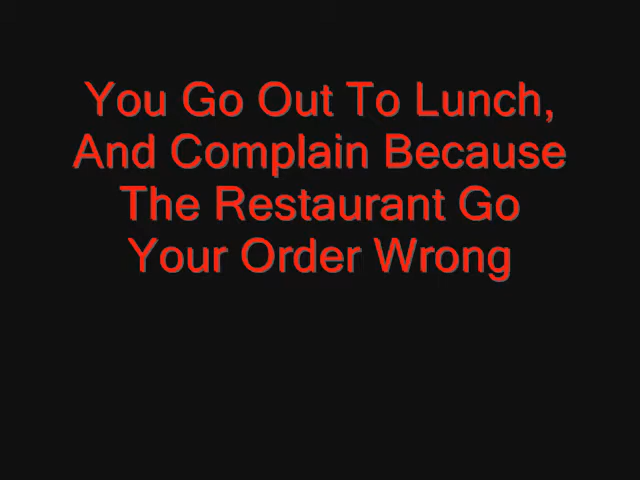 You Go Out To Lunch,
And Complain Because
The Restaurant Go
Your Order Wrong